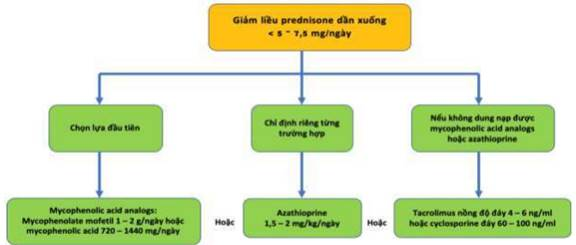 Giảm liều prednisone dần xuống
< 5 – 7,5 mg/ngày
Chọn lựa đầu tiên
Chỉ định riêng từng
trường hợp
Nếu không dung nạp được
mycophenolic acid analogs
hoặc azathioprine
Mycophenolic acid analogs:
Mycophenolate mofetil 1 – 2 g/ngày hoặc
mycophenolic acid 720 – 1440 mg/ngày
Hoặc
Azathioprine
1,5 – 2 mg/kg/ngày
Hoặc
Tacrolimus nồng độ đáy 4 – 6 ng/ml
hoặc cyclosporine đáy 60 – 100 ng/ml